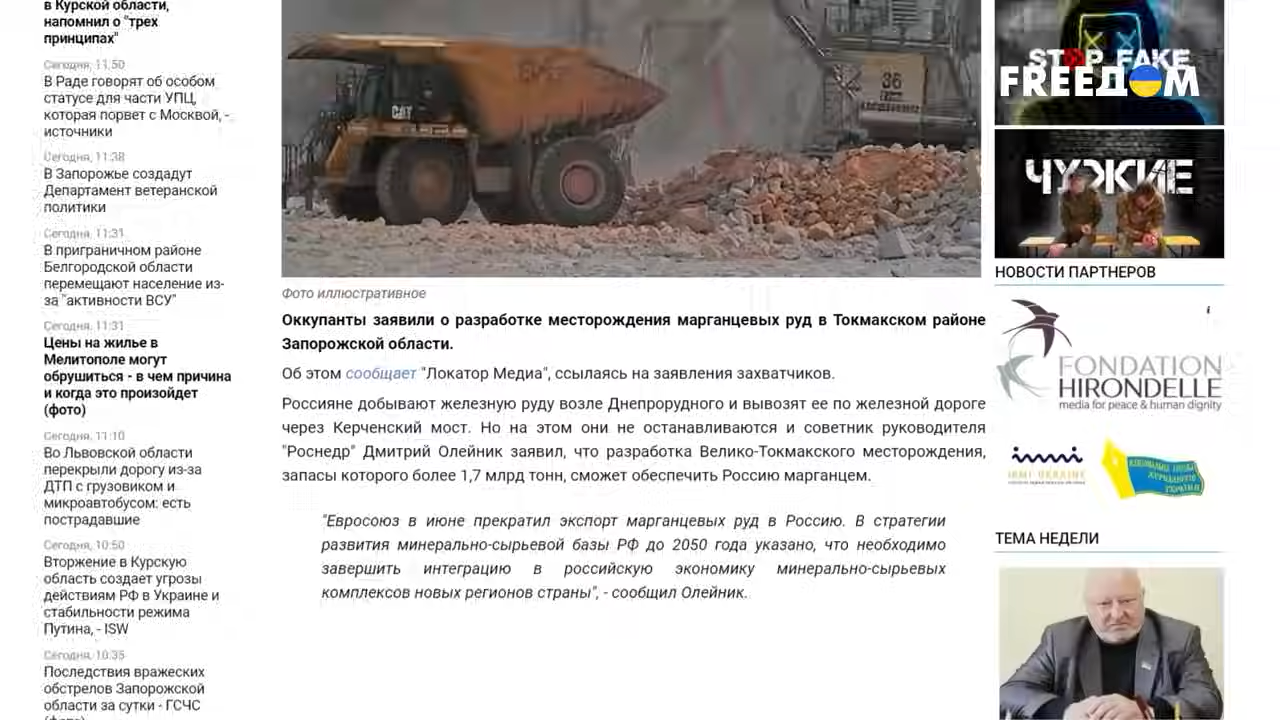 в Курской области,
напомнил о "трех
принципах"
Сегодня, 11:50
В Раде говорят об особом
статусе для части УПЦ,
которая порвет с Москвой, -
источники
Сегодня, 11:38
В Запорожье создадут
Департамент ветеранской
политики
Сегодня, 11:31
В приграничном районе
Белгородской области
перемещают население из-
за "активности ВСУ"
Сегодня, 11:31
Цены на жилье в
Мелитополе могут
обрушиться - в чем причина
и когда это произойдет
(фото)
Сегодня, 11:10
Во Львовской области
перекрыли дорогу из-за
ДТП с грузовиком и
микроавтобусом: есть
пострадавшие
Сегодня, 10:50
Вторжение в Курскую
область создает угрозы
действиям РФ в Украине и
стабильности режима
Путина, - ISW
Сегодня, 10:35
Последствия вражеских
обстрелов Запорожской
области за сутки - ГСЧС
CAT
36
Фото иллюстративное
Оккупанты заявили о разработке месторождения марганцевых руд в Токмакском районе
Запорожской области.
Об этом сообщает "Локатор Медиа", ссылаясь на заявления захватчиков.
Россияне добывают железную руду возле Днепрорудного и вывозят ее по железной дороге
через Керченский мост. Но на этом они не останавливаются и советник руководителя
"Роснедр" Дмитрий Олейник заявил, что разработка Велико-Токмакского месторождения,
запасы которого более 1,7 млрд тонн, сможет обеспечить Россию марганцем.
"Евросоюз в июне прекратил экспорт марганцевых руд в Россию. В стратегии
развития минерально-сырьевой базы РФ до 2050 года указано, что необходимо
завершить интеграцию в российскую экономику минерально-сырьевых
комплексов новых регионов страны", - сообщил Олейник.
STOP FAKE
FREEДOM
ЧУЖИЕ
НОВОСТИ ПАРТНЕРОВ
FONDATION
HIRONDELLE
media for peace & human dignity
ТЕМА НЕДЕЛИ